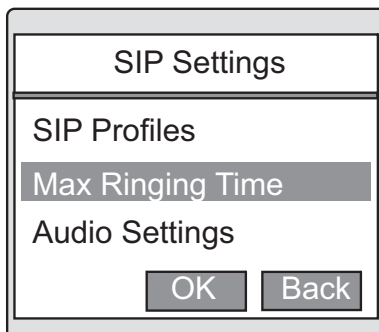 SIP Settings
SIP Profiles
Max Ringing Time
Audio Settings
OK Back